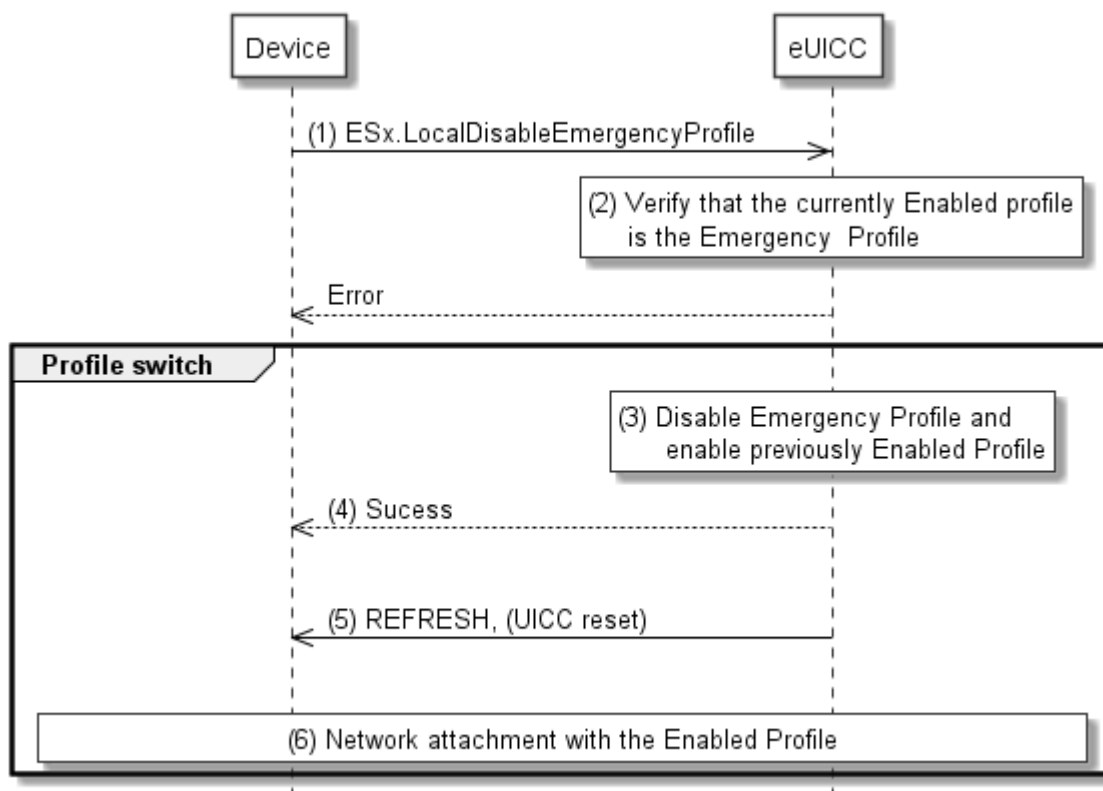 Device
eUICC
(1) ESx.LocalDisableEmergencyProfile
(2) Verify that the currently Enabled profile
is the Emergency Profile
Error
Profile switch
(3) Disable Emergency Profile and
enable previously Enabled Profile
(4) Sucess
(5) REFRESH, (UICC reset)
(6) Network attachment with the Enabled Profile